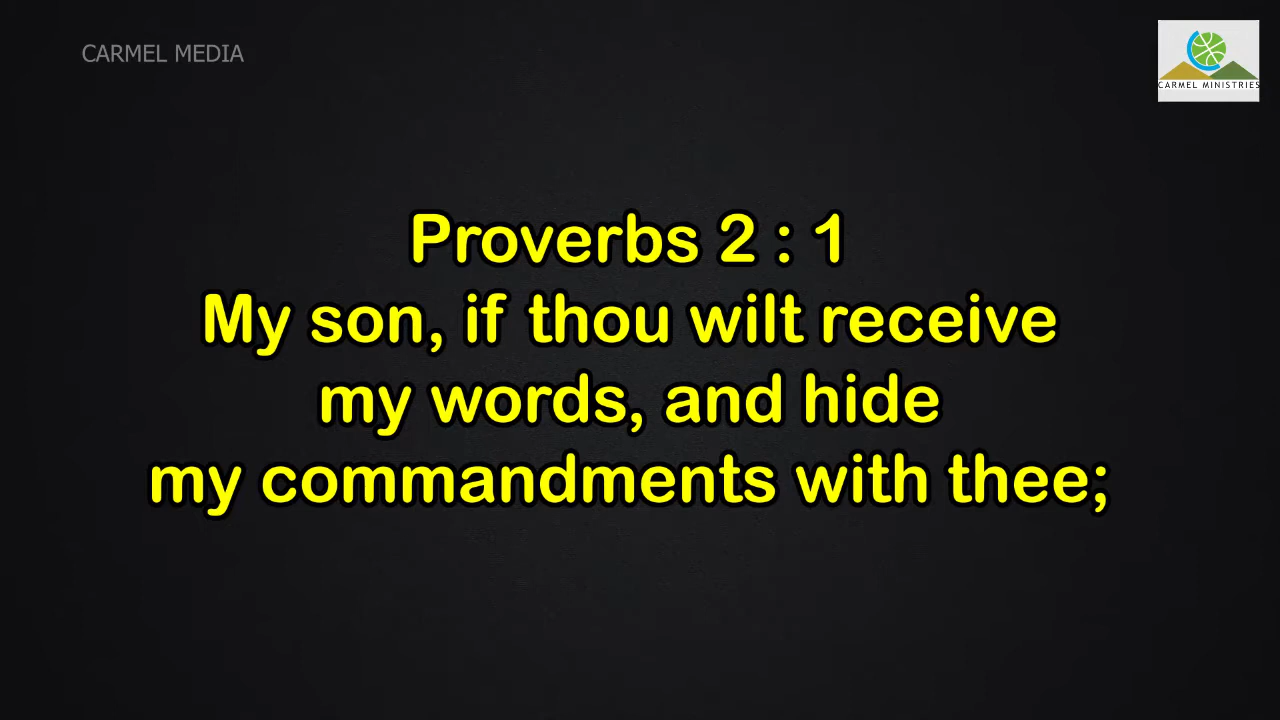 CARMEL MEDIA
CARMEL MINISTRIES
Proverbs 2 : 1
My son, if thou wilt receive
my words, and hide
my commandments with thee;